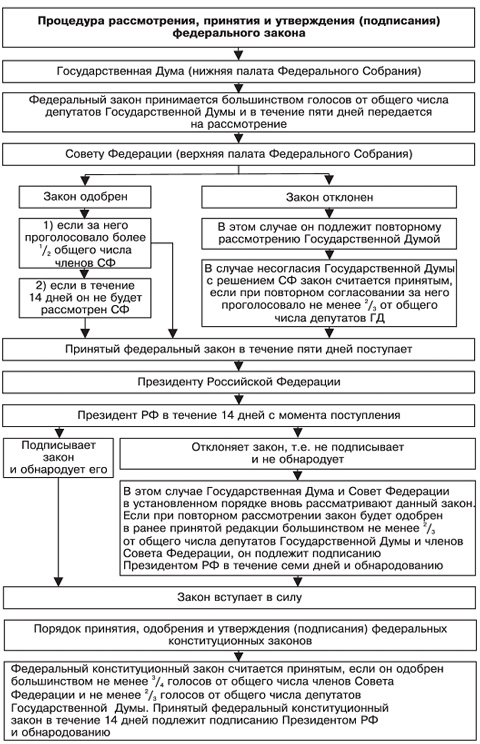 Процедура рассмотрения, принятия и утверждения (подписания)
федерального закона
Государственная Дума (нижняя палата Федерального Собрания)
Федеральный закон принимается большинством голосов от общего числа
депутатов Государственной Думы и в течение пяти дней передается
на рассмотрение
Совету Федерации (верхняя палата Федерального Собрания)
Закон одобрен
1) если за него
проголосовало более
1/2 общего числа
членов СФ
2) если в течение
14 дней он не будет
рассмотрен СФ
Закон отклонен
В этом случае он подлежит повторному
рассмотрению Государственной Думой
В случае несогласия Государственной Думы
с решением СФ закон считается принятым,
если при повторном согласовании за него
проголосовало не менее 2/3 от общего
числа депутатов ГД
Принятый федеральный закон в течение пяти дней поступает
Президенту Российской Федерации
Президент РФ в течение 14 дней с момента поступления
Подписывает
закон
и обнародует его
Отклоняет закон, т.е. не подписывает
и не обнародует
В этом случае Государственная Дума и Совет Федерации
в установленном порядке вновь рассматривают данный закон.
Если при повторном рассмотрении закон будет одобрен
в ранее принятой редакции большинством не менее 2/3
от общего числа депутатов Государственной Думы и членов
Совета Федерации, он подлежит подписанию
Президентом РФ в течение семи дней и обнародованию
Закон вступает в силу
Порядок принятия, одобрения и утверждения (подписания) федеральных
конституционных законов
Федеральный конституционный закон считается принятым, если он одобрен
большинством не менее 3/4 голосов от общего числа членов Совета
Федерации и не менее 2/3 голосов от общего числа депутатов
Государственной Думы. Принятый федеральный конституционный
закон в течение 14 дней подлежит подписанию Президентом РФ
и обнародованию